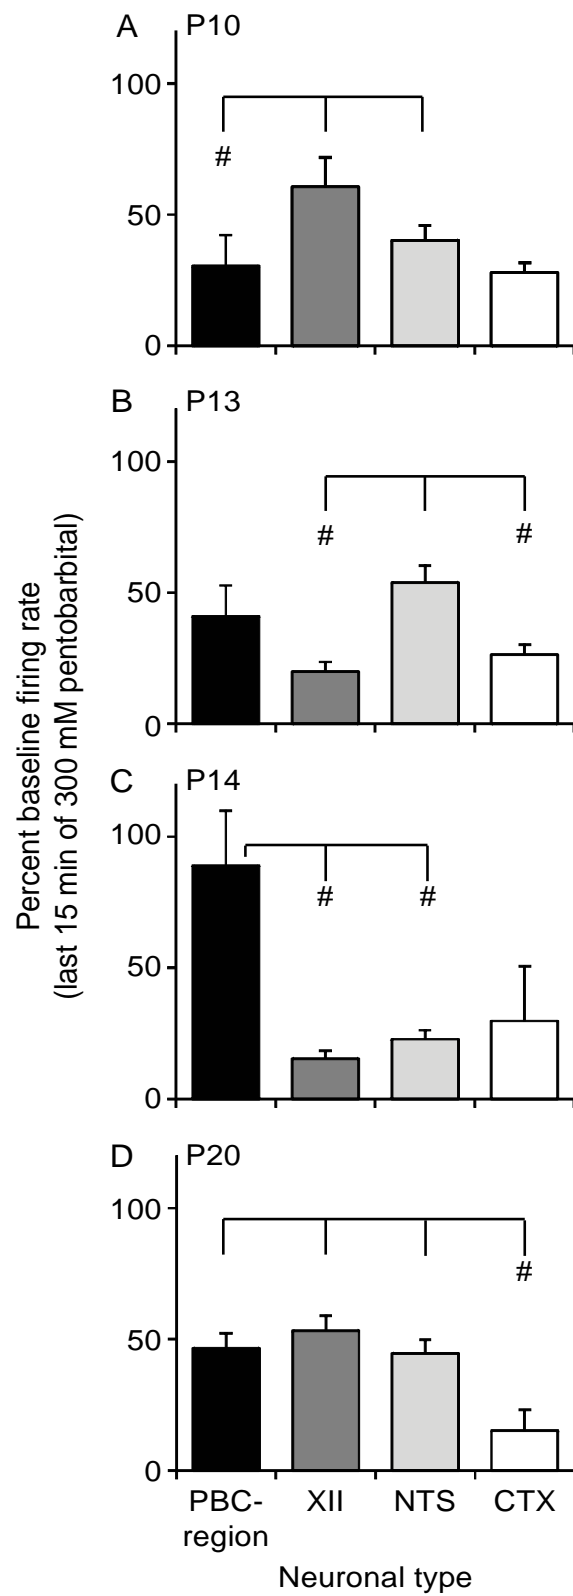 A P10
100
#
50
0
B P13
100
# #
50
0
Percent baseline firing rate
(last 15 min of 300 mM pentobarbital)
C P14
100
# #
50
0
D P20
100
#
50
0
PBC-
region
XII
NTS
CTX
Neuronal type